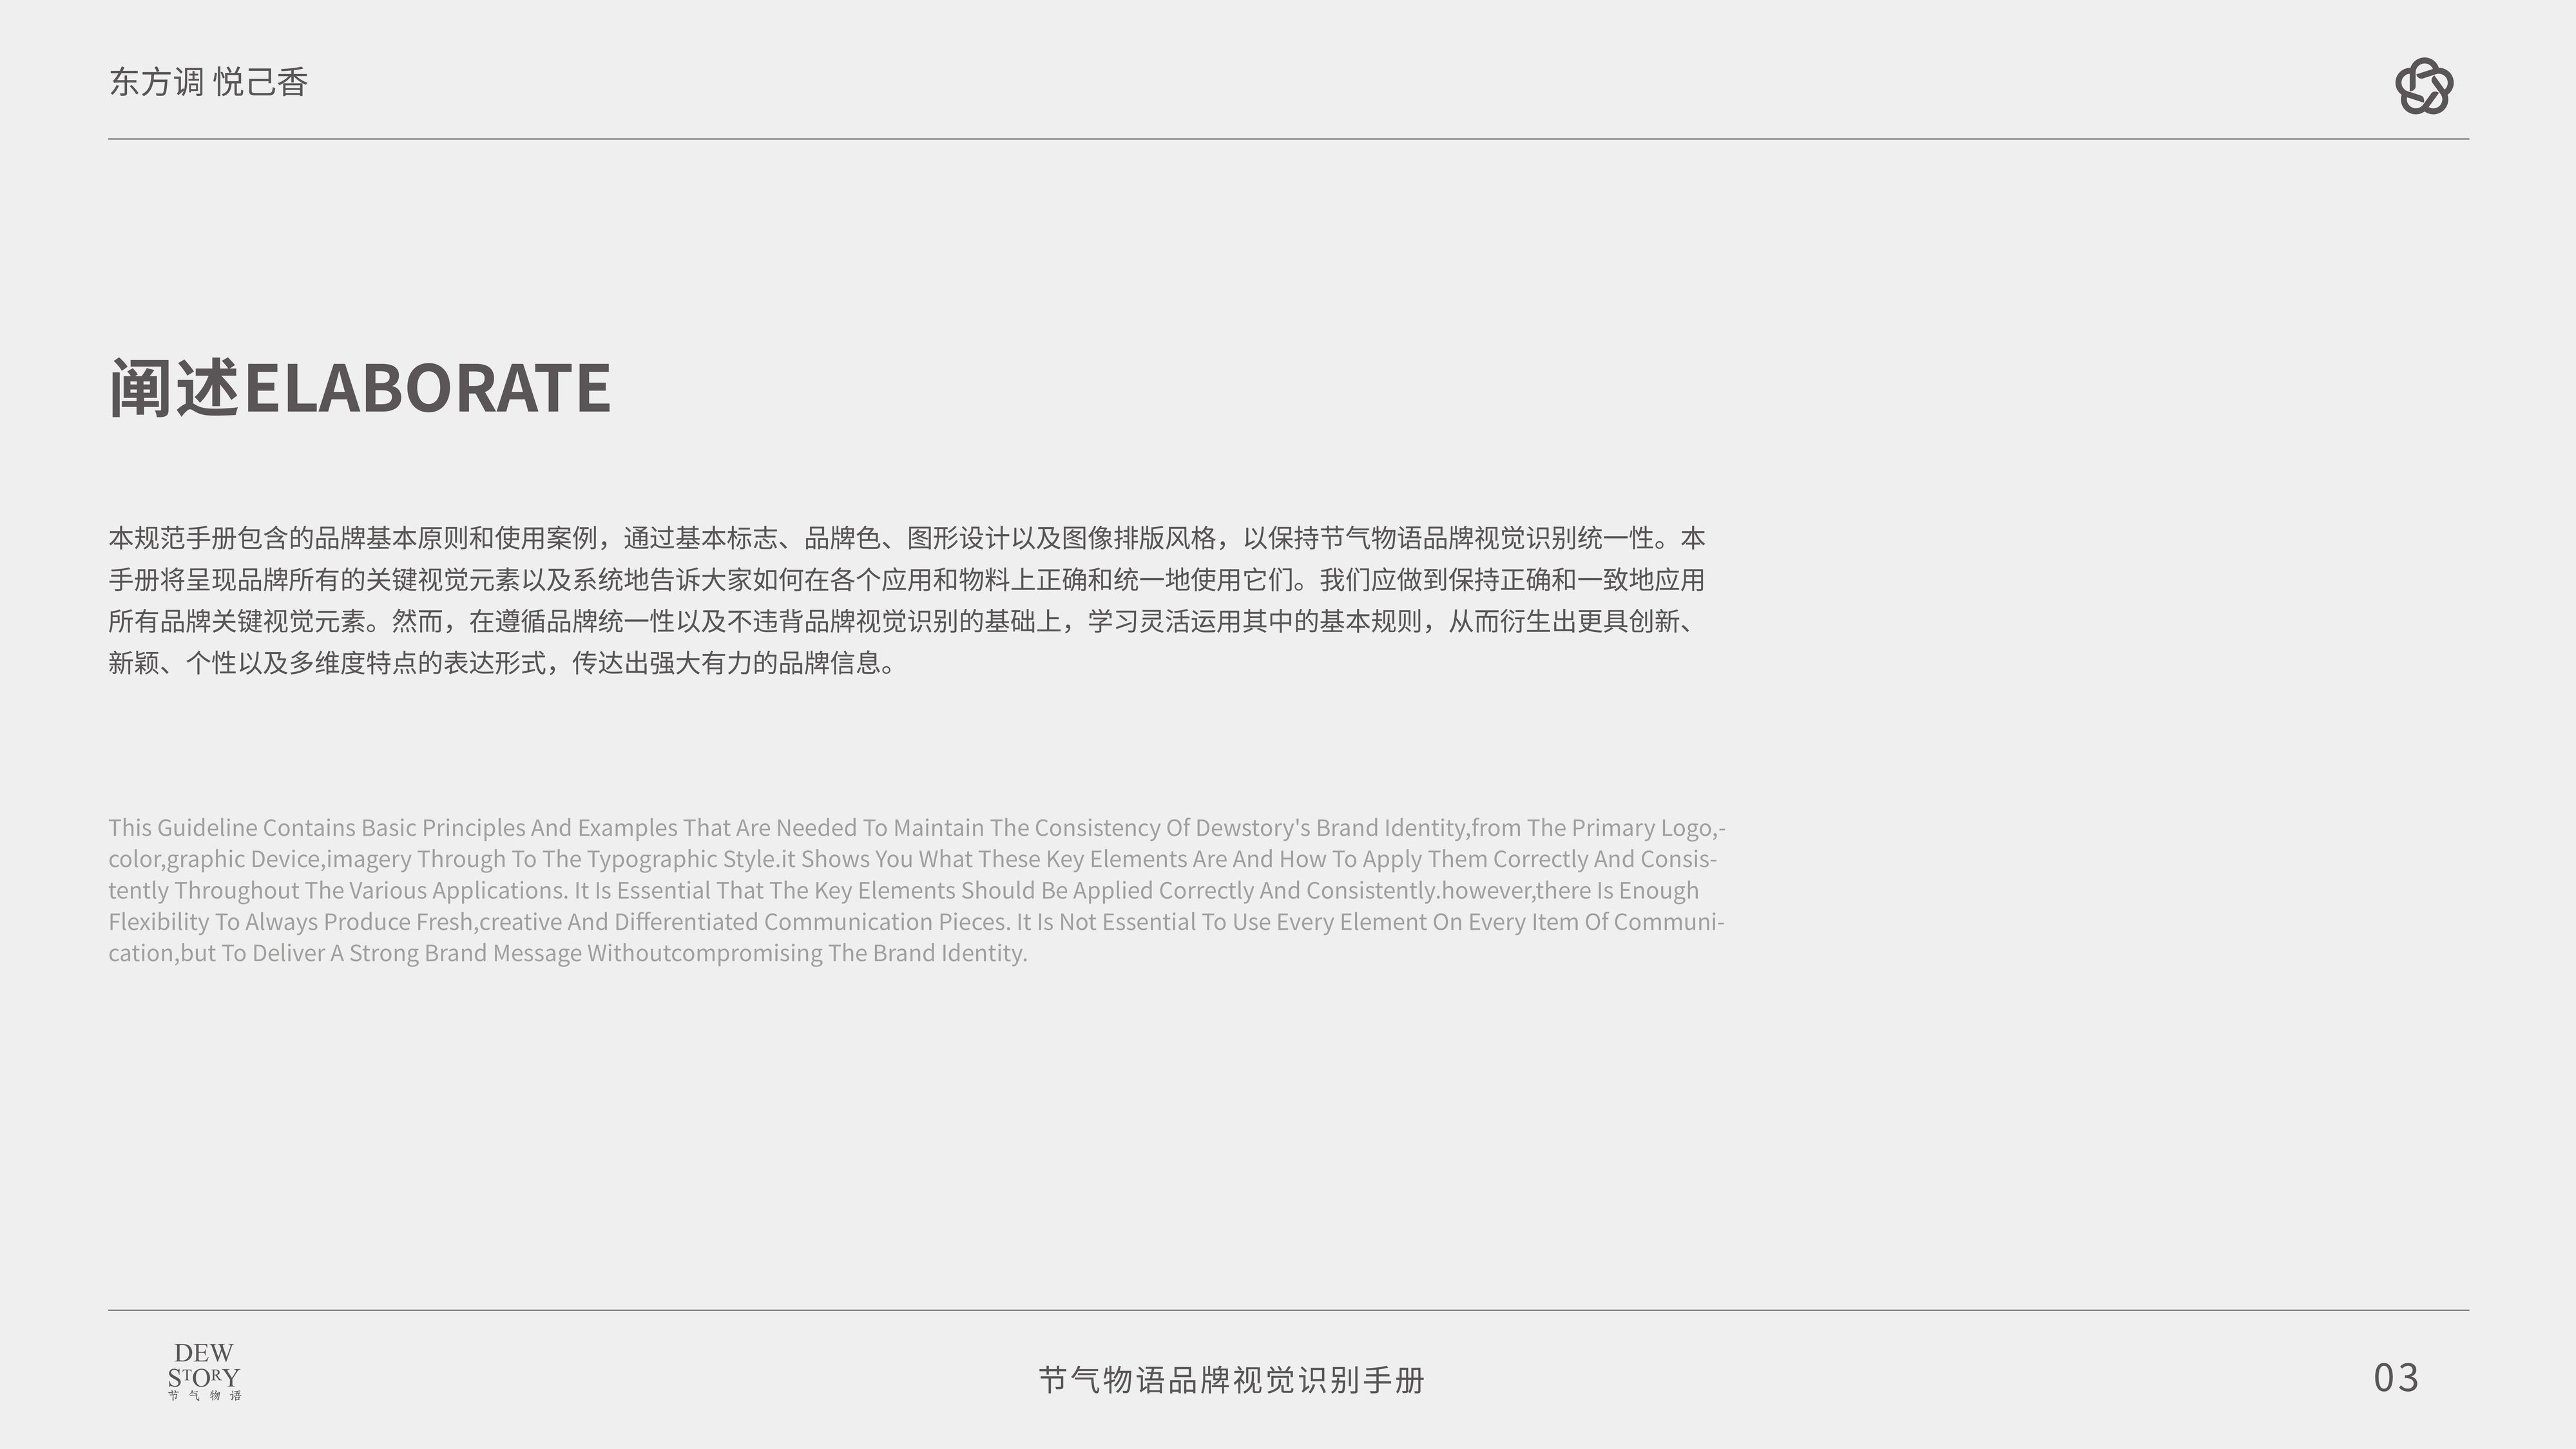 东方调 悦己香
阐述ELABORATE
本规范手册包含的品牌基本原则和使用案例，通过基本标志、品牌色、图形设计以及图像排版风格，以保持节气物语品牌视觉识别统一性。本
手册将呈现品牌所有的关键视觉元素以及系统地告诉大家如何在各个应用和物料上正确和统一地使用它们。我们应做到保持正确和一致地应用
所有品牌关键视觉元素。然而，在遵循品牌统一性以及不违背品牌视觉识别的基础上，学习灵活运用其中的基本规则，从而衍生出更具创新、
新颖、个性以及多维度特点的表达形式，传达出强大有力的品牌信息。
This Guideline Contains Basic Principles And Examples That Are Needed To Maintain The Consistency Of Dewstory's Brand Identity,from The Primary Logo,-
color,graphic Device,imagery Through To The Typographic Style.it Shows You What These Key Elements Are And How To Apply Them Correctly And Consis-
tently Throughout The Various Applications. It Is Essential That The Key Elements Should Be Applied Correctly And Consistently.however,there Is Enough
Flexibility To Always Produce Fresh,creative And Differentiated Communication Pieces. It Is Not Essential To Use Every Element On Every Item Of Communi-
cation,but To Deliver A Strong Brand Message Withoutcompromising The Brand Identity.
DEW
STORY
节气物语
节气物语品牌视觉识别手册
03